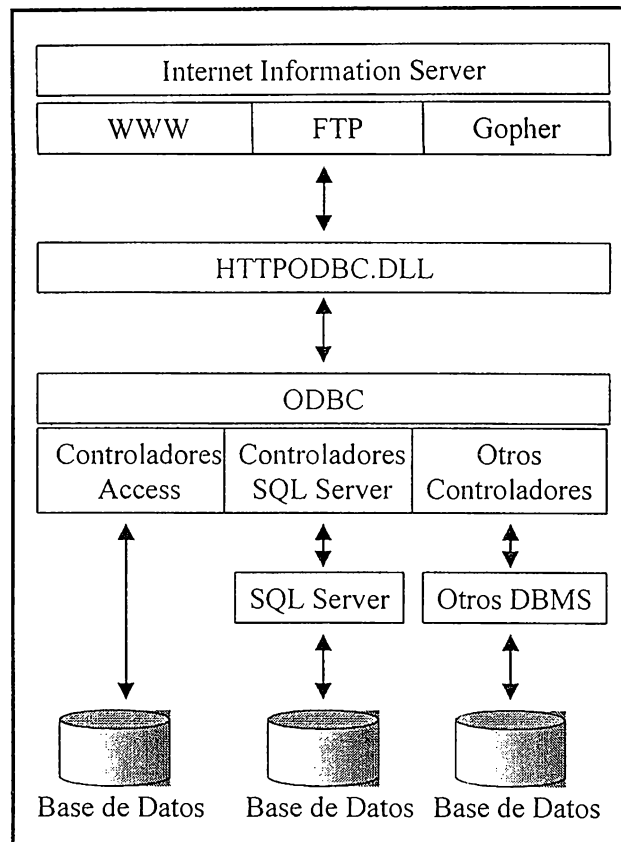 Internet Information Server
WWW FTP Gopher
HTTPODBC.DLL
ODBC
Controladores Access
Controladores SQL Server
Otros Controladores
SQL Server Otros DBMS
Base de Datos Base de Datos Base de Datos